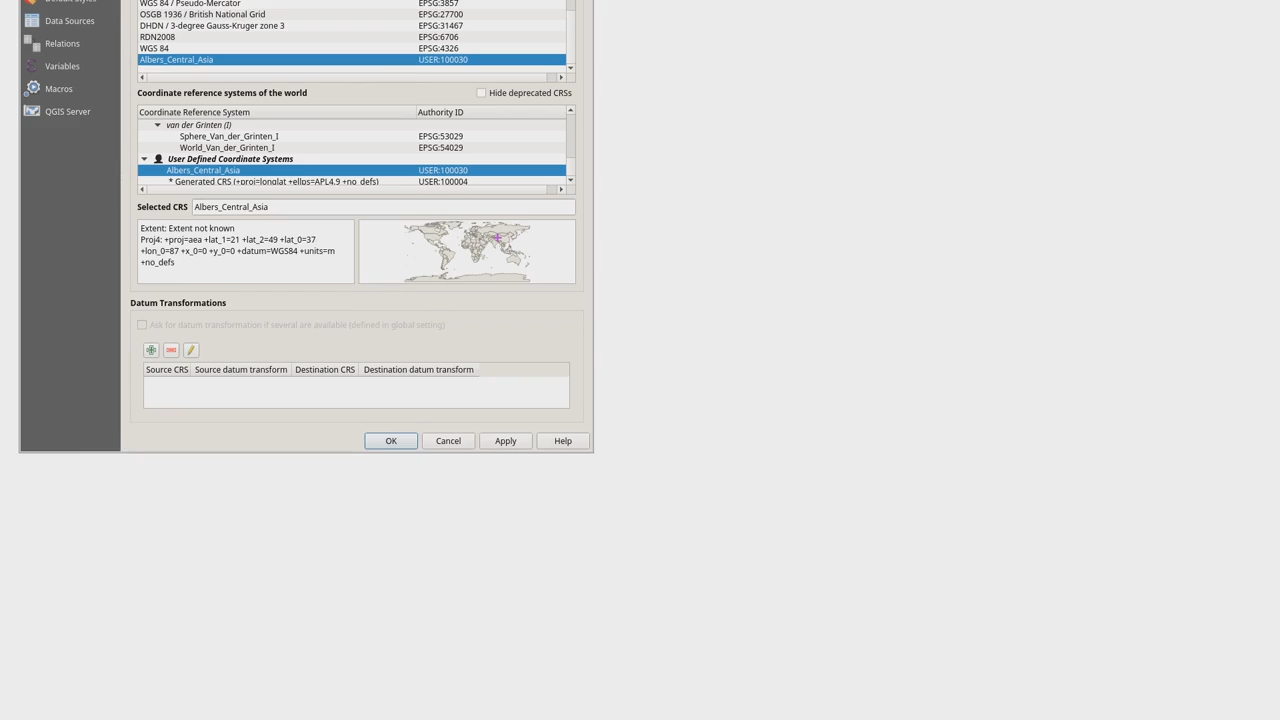 Default Styles
Data Sources
Relations
Variables
Macros
QGIS Server
WGS 84 / Pseudo-Mercator EPSG:3857
OSGB 1936 / British National Grid EPSG:27700
DHDN / 3-degree Gauss-Kruger zone 3 EPSG:31467
RDN2008 EPSG:6706
WGS 84 EPSG:4326
Albers_Central_Asia USER:100030
Coordinate reference systems of the world Hide deprecated CRSs
Coordinate Reference System Authority ID
van der Grinten (I)
Sphere_Van_der_Grinten_I EPSG:53029
World_Van_der_Grinten_I EPSG:54029
User Defined Coordinate Systems
Albers_Central_Asia USER:100030
* Generated CRS (+proj=longlat +ellps=APL4.9 +no_defs) USER:100004
Selected CRS Albers_Central_Asia
Extent: Extent not known
Proj4: +proj=aea +lat_1=21 +lat_2=49 +lat_0=37
+lon_0=87 +x_0=0 +y_0=0 +datum=WGS84 +units=m
+no_defs
Datum Transformations
Ask for datum transformation if several are available (defined in global setting)
Source CRS Source datum transform Destination CRS Destination datum transform
OK Cancel Apply Help